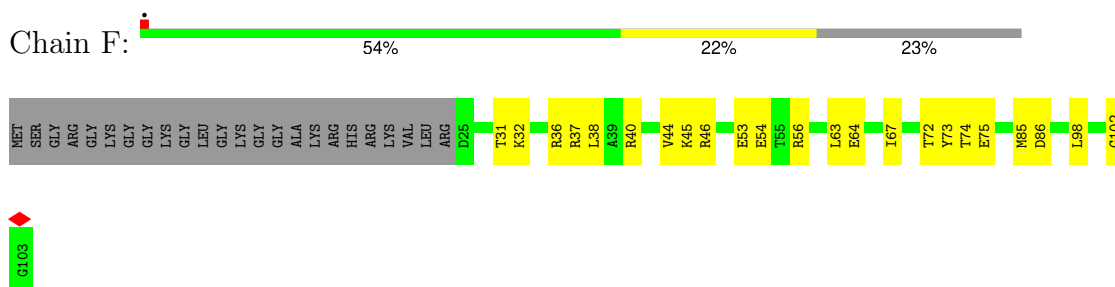 Chain F:
54% 22% 23%
MET SER GLY ARG GLY LYS GLY GLY LYS GLY LEU GLY LYS GLY GLY ALA LYS ARG HIS ARG LYS VAL LEU ARG D25 T31 K32 R36 R37 L38 A39 R40 V44 K45 R46 E53 E54 T55 R56 L63 E64 I67 T72 Y73 T74 E75 M85 D86 L98 G102
G103